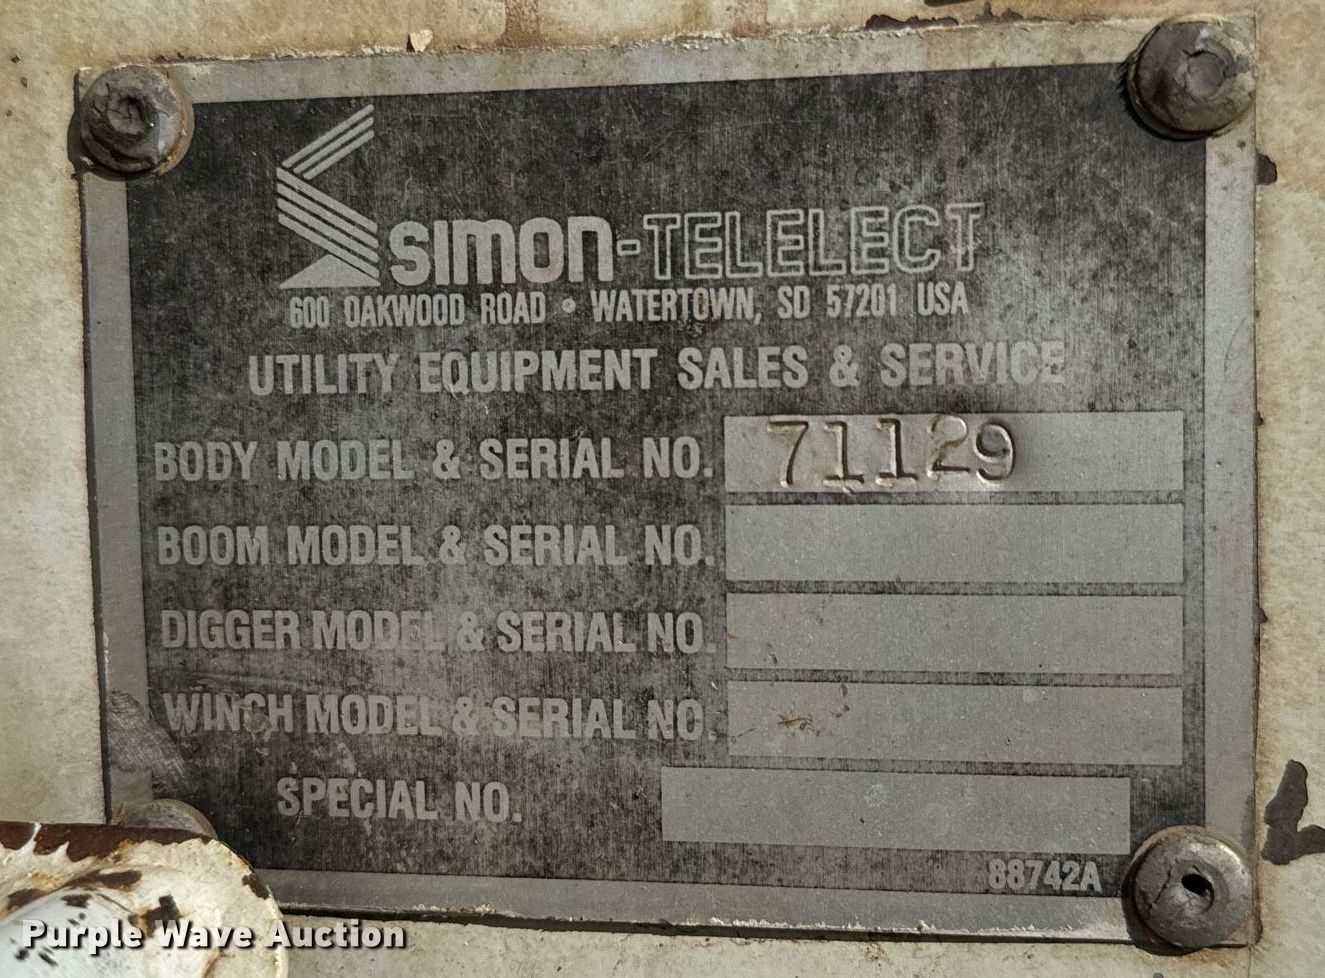 SIMON-TELELECT
600 OAKWOOD ROAD • WATERTOWN, SD 57201 USA
UTILITY EQUIPMENT SALES & SERVICE
BODY MODEL & SERIAL NO. 71129
BOOM MODEL & SERIAL NO.
DIGGER MODEL & SERIAL NO.
WINCH MODEL & SERIAL NO.
SPECIAL NO.
88742A
Purple Wave Auction